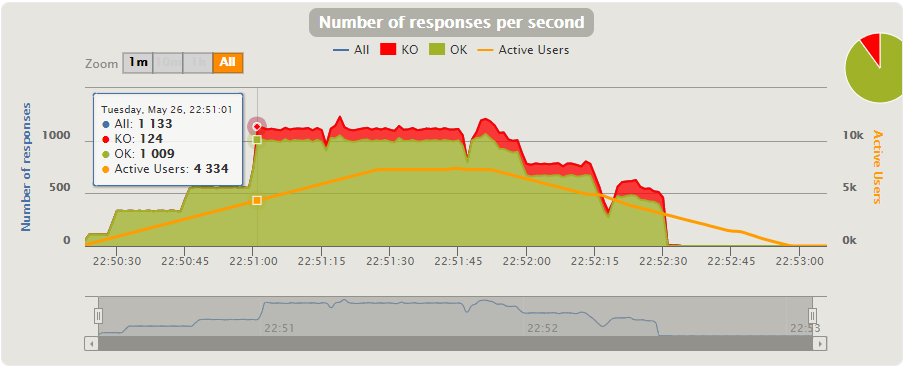 Number of responses per second
All KO OK Active Users
Zoom 1m 10m 1h All
Tuesday, May 26, 22:51:01
All: 1 133
KO: 124
OK: 1 009
Active Users: 4 334
Number of responses
1000
500
0
10k
5k
0k
Active Users
22:50:30 22:50:45 22:51:00 22:51:15 22:51:30 22:51:45 22:52:00 22:52:15 22:52:30 22:52:45 22:53:00
22:51 22:52 22:53